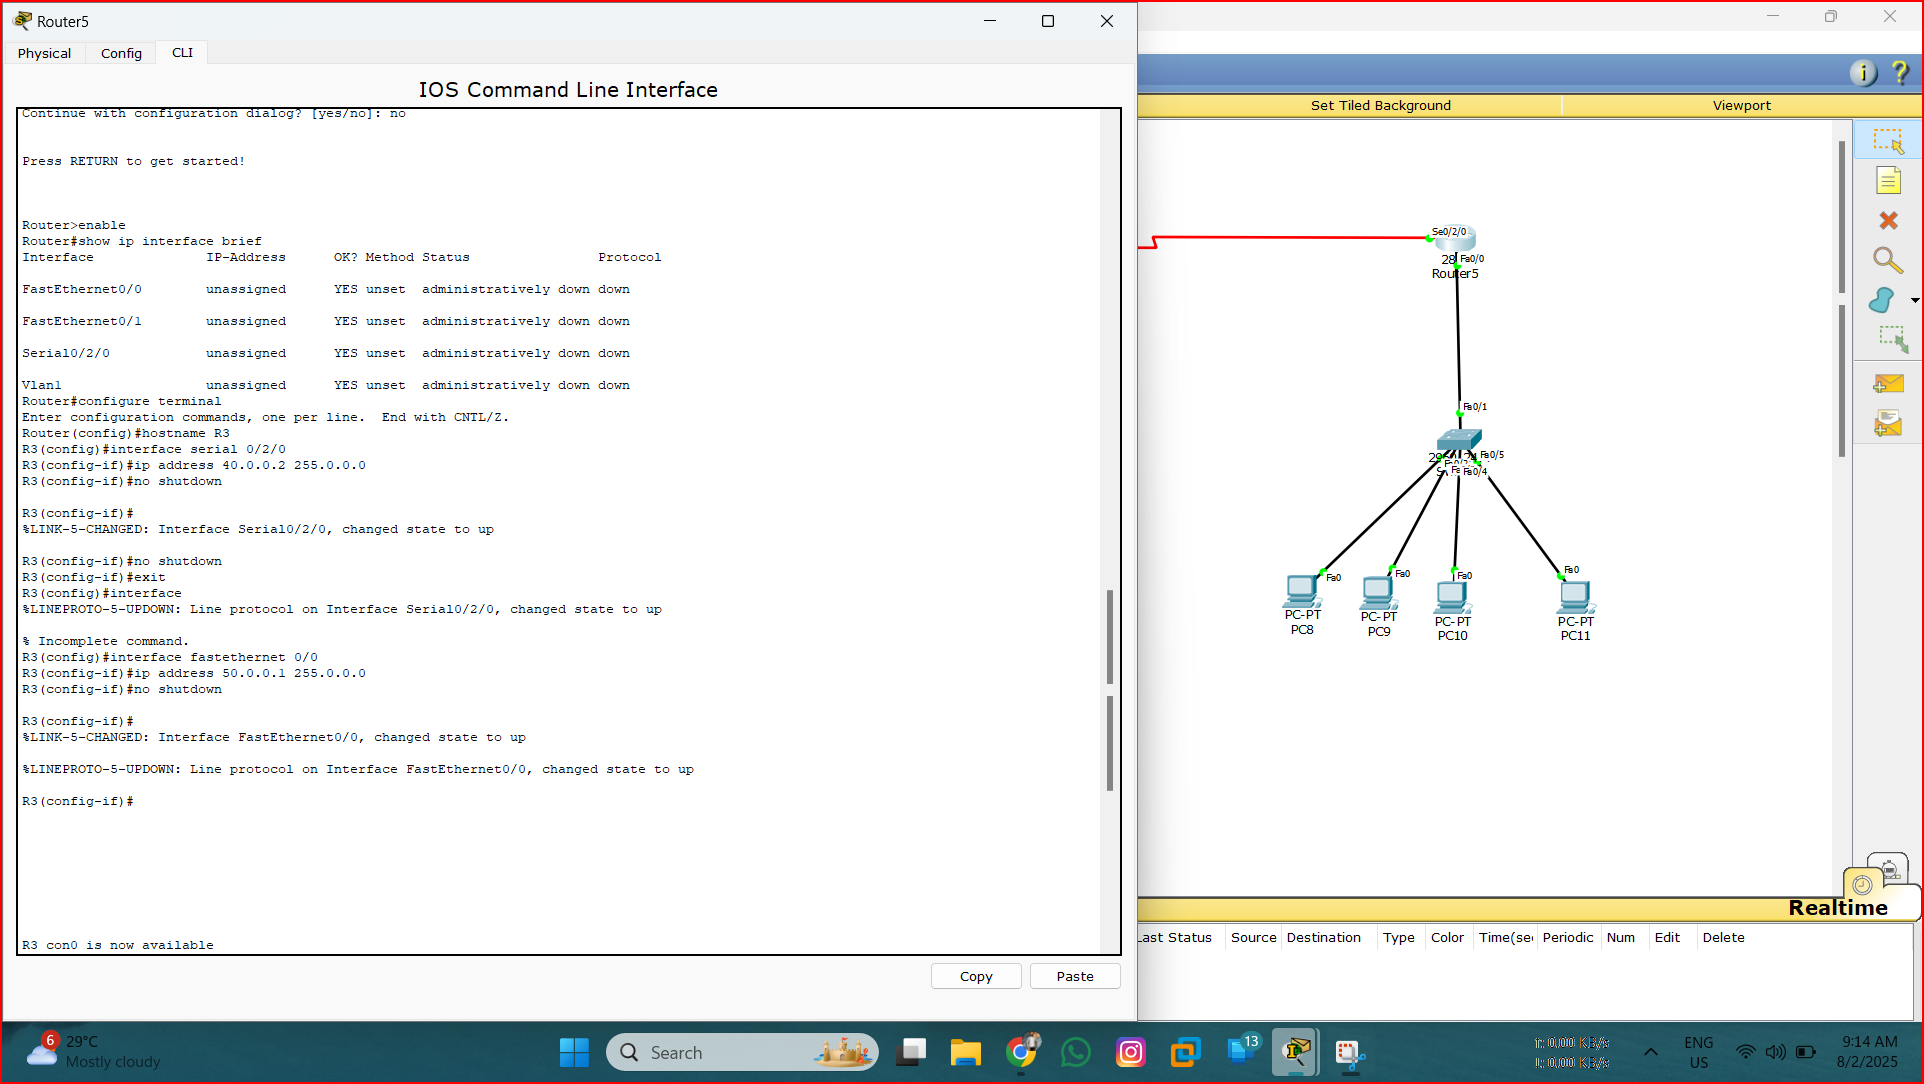 Router5
Physical Config CLI
IOS Command Line Interface
Continue with configuration dialog? [yes/no]: no
Press RETURN to get started!
Router>enable
Router#show ip interface brief
Interface IP-Address OK? Method Status Protocol
FastEthernet0/0 unassigned YES unset administratively down down
FastEthernet0/1 unassigned YES unset administratively down down
Serial0/2/0 unassigned YES unset administratively down down
Vlan1 unassigned YES unset administratively down down
Router#configure terminal
Enter configuration commands, one per line. End with CNTL/Z.
Router(config)#hostname R3
R3(config)#interface serial 0/2/0
R3(config-if)#ip address 40.0.0.2 255.0.0.0
R3(config-if)#no shutdown
R3(config-if)#
%LINK-5-CHANGED: Interface Serial0/2/0, changed state to up
R3(config-if)#no shutdown
R3(config-if)#exit
R3(config)#interface
%LINEPROTO-5-UPDOWN: Line protocol on Interface Serial0/2/0, changed state to up
% Incomplete command.
R3(config)#interface fastethernet 0/0
R3(config-if)#ip address 50.0.0.1 255.0.0.0
R3(config-if)#no shutdown
R3(config-if)#
%LINK-5-CHANGED: Interface FastEthernet0/0, changed state to up
%LINEPROTO-5-UPDOWN: Line protocol on Interface FastEthernet0/0, changed state to up
R3(config-if)#
R3 con0 is now available
Copy Paste
Set Tiled Background Viewport
Se0/2/0
Fa0/0
Router5
Fa0/1
Fa0/5
Fa0/4
Fa0
Fa0
Fa0
Fa0
PC-PT
PC8
PC-PT
PC9
PC-PT
PC10
PC-PT
PC11
Realtime
Last Status Source Destination Type Color Time(sec Periodic Num Edit Delete
6
29°C
Mostly cloudy
Search
13
0,00 KB/s
0,00 KB/s
ENG
US
9:14 AM
8/2/2025